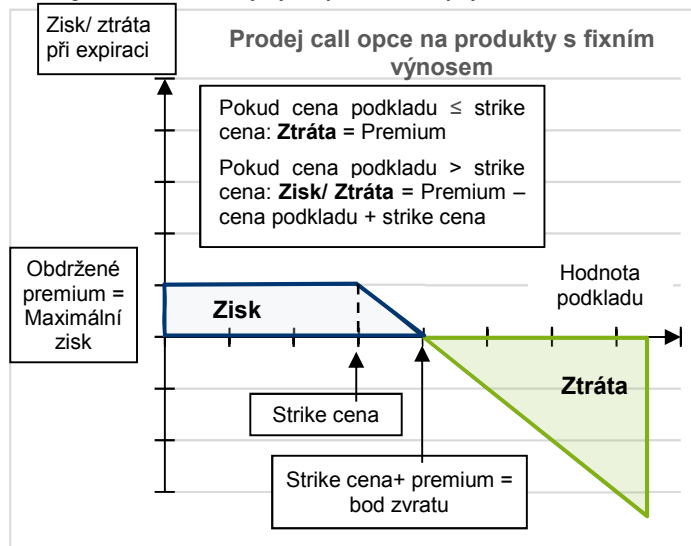 Zisk/ ztráta
při expiraci
Prodej call opce na produkty s fixním
výnosem
Pokud cena podkladu ≤ strike
cena: Ztráta = Premium
Pokud cena podkladu > strike
cena: Zisk/ Ztráta = Premium –
cena podkladu + strike cena
Obdržené
premium =
Maximální
zisk
Hodnota
podkladu
Zisk
Ztráta
Strike cena
Strike cena+ premium =
bod zvratu